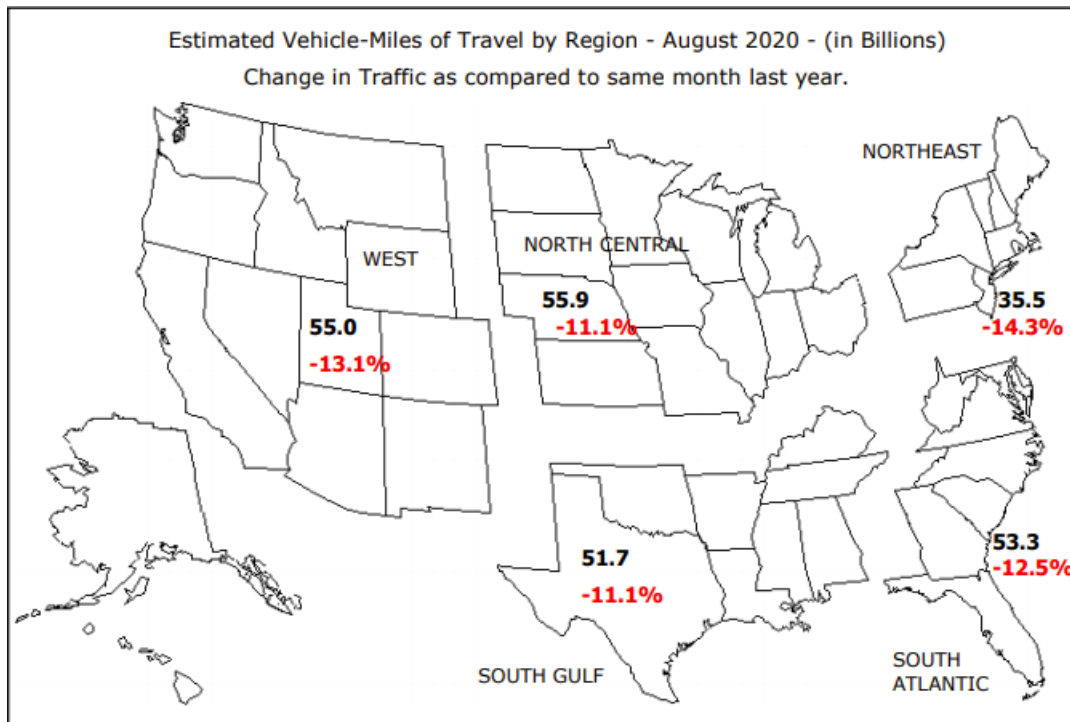 Estimated Vehicle-Miles of Travel by Region - August 2020 - (in Billions)
Change in Traffic as compared to same month last year.
NORTHEAST
WEST
NORTH CENTRAL
55.0
-13.1%
55.9
-11.1%
35.5
-14.3%
51.7
-11.1%
53.3
-12.5%
SOUTH GULF
SOUTH
ATLANTIC